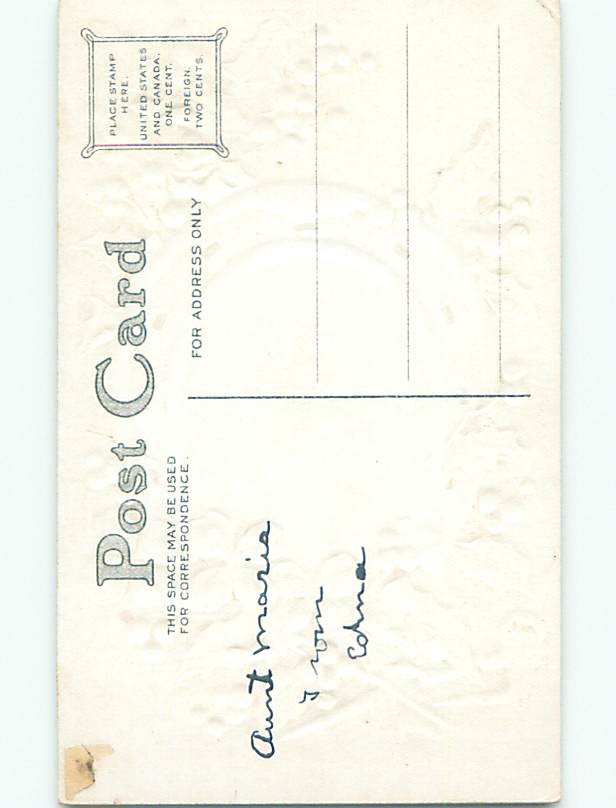 Post Card
PLACE STAMP
HERE.
UNITED STATES
AND CANADA,
ONE CENT.
FOREIGN,
TWO CENTS.
THIS SPACE MAY BE USED
FOR CORRESPONDENCE.
FOR ADDRESS ONLY
Aunt Maria
From
Edna